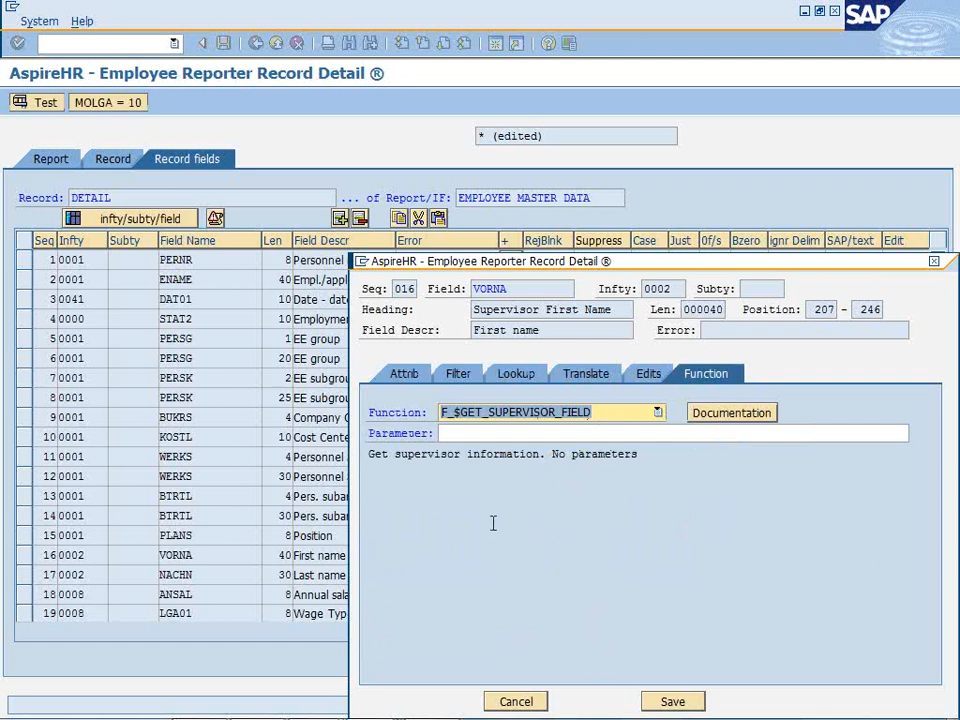 System Help
SAP
AspireHR - Employee Reporter Record Detail ®
Test MOLGA = 10
* (edited)
Report Record Record fields
Record: DETAIL ... of Report/IF: EMPLOYEE MASTER DATA
infty/subty/field
Seq Infty Subty Field Name Len Field Descr Error + RejBlnk Suppress Case Just 0f/s Bzero ignr Delim SAP/text Edit
1 0001 PERNR 8 Personnel
2 0001 ENAME 40 Empl./appl
3 0041 DAT01 10 Date - date
4 0000 STAT2 10 Employment
5 0001 PERSG 1 EE group
6 0001 PERSG 20 EE group
7 0001 PERSK 2 EE subgrou
8 0001 PERSK 25 EE subgrou
9 0001 BUKRS 4 Company C
10 0001 KOSTL 10 Cost Cente
11 0001 WERKS 4 Personnel
12 0001 WERKS 30 Personnel
13 0001 BTRTL 4 Pers. subar
14 0001 BTRTL 30 Pers. subar
15 0001 PLANS 8 Position
16 0002 VORNA 40 First name
17 0002 NACHN 30 Last name
18 0008 ANSAL 8 Annual sala
19 0008 LGA01 8 Wage Typ
AspireHR - Employee Reporter Record Detail ®
Seq: 016 Field: VORNA Infty: 0002 Subty:
Heading: Supervisor First Name Len: 000040 Position: 207 - 246
Field Descr: First name Error:
Attrib Filter Lookup Translate Edits Function
Function: F_$GET_SUPERVISOR_FIELD Documentation
Parameter:
Get supervisor information. No parameters
Cancel Save